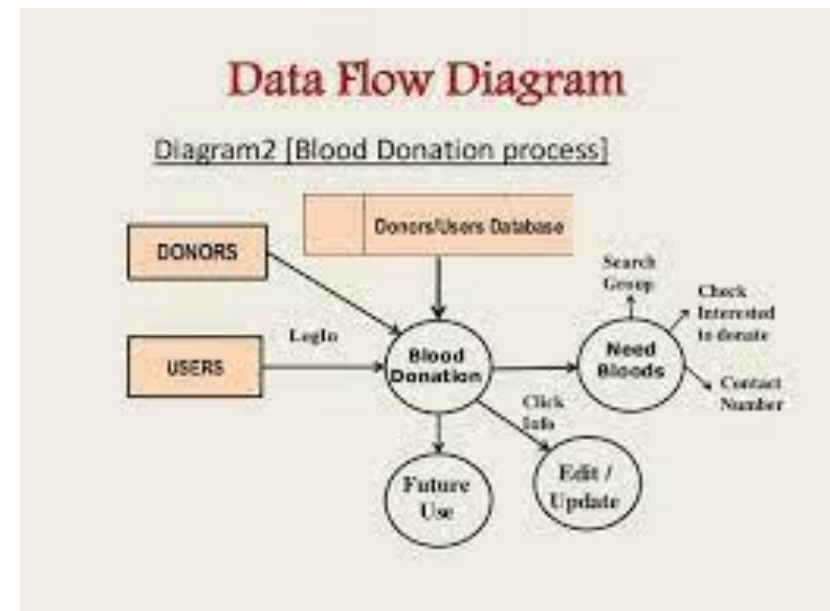 Data Flow Diagram
Diagram2 [Blood Donation process]
Donors/Users Database
DONORS
LogIn
USERS
Blood
Donation
Need
Bloods
Search
Group
Check
Interested
to donate
Contact
Number
Click
Info
Future
Use
Edit /
Update